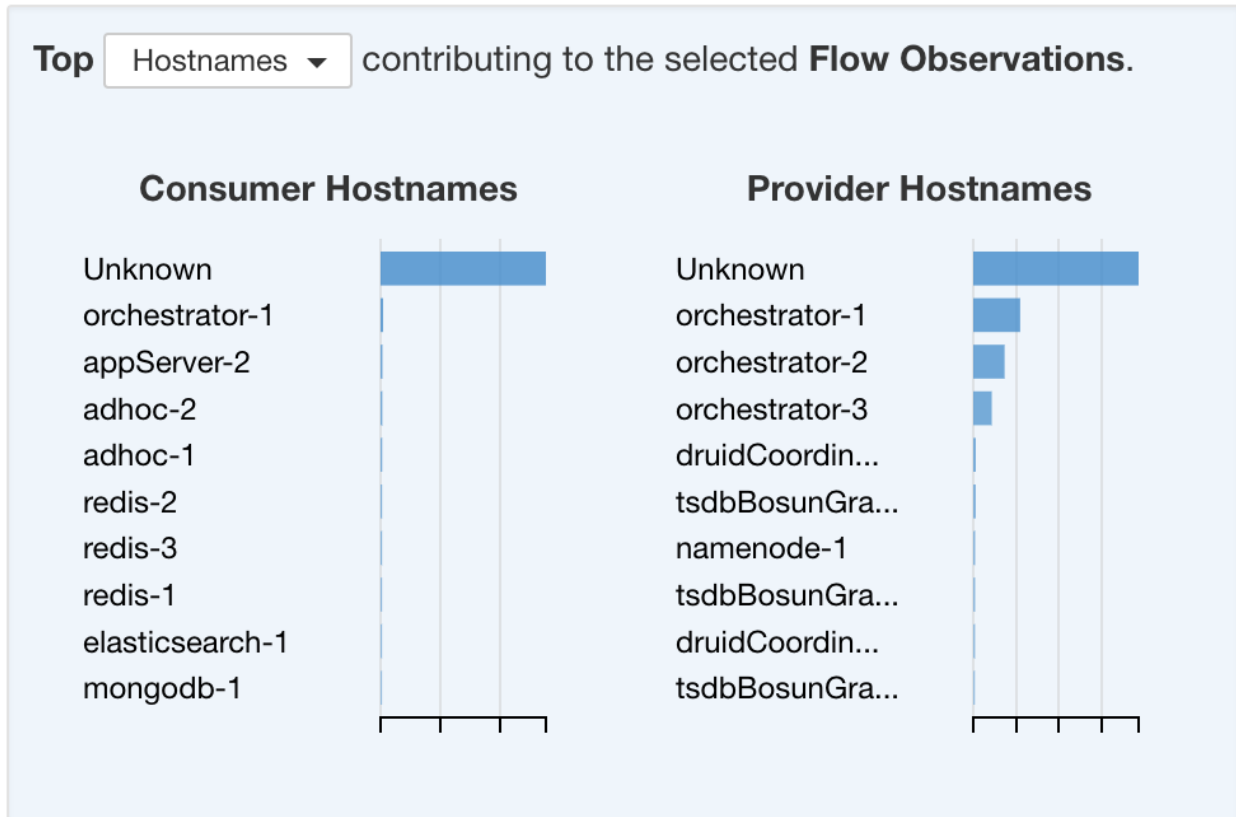 Top Hostnames contributing to the selected Flow Observations.
Consumer Hostnames
Unknown
orchestrator-1
appServer-2
adhoc-2
adhoc-1
redis-2
redis-3
redis-1
elasticsearch-1
mongodb-1
Provider Hostnames
Unknown
orchestrator-1
orchestrator-2
orchestrator-3
druidCoordin...
tsdbBosunGra...
namenode-1
tsdbBosunGra...
druidCoordin...
tsdbBosunGra...